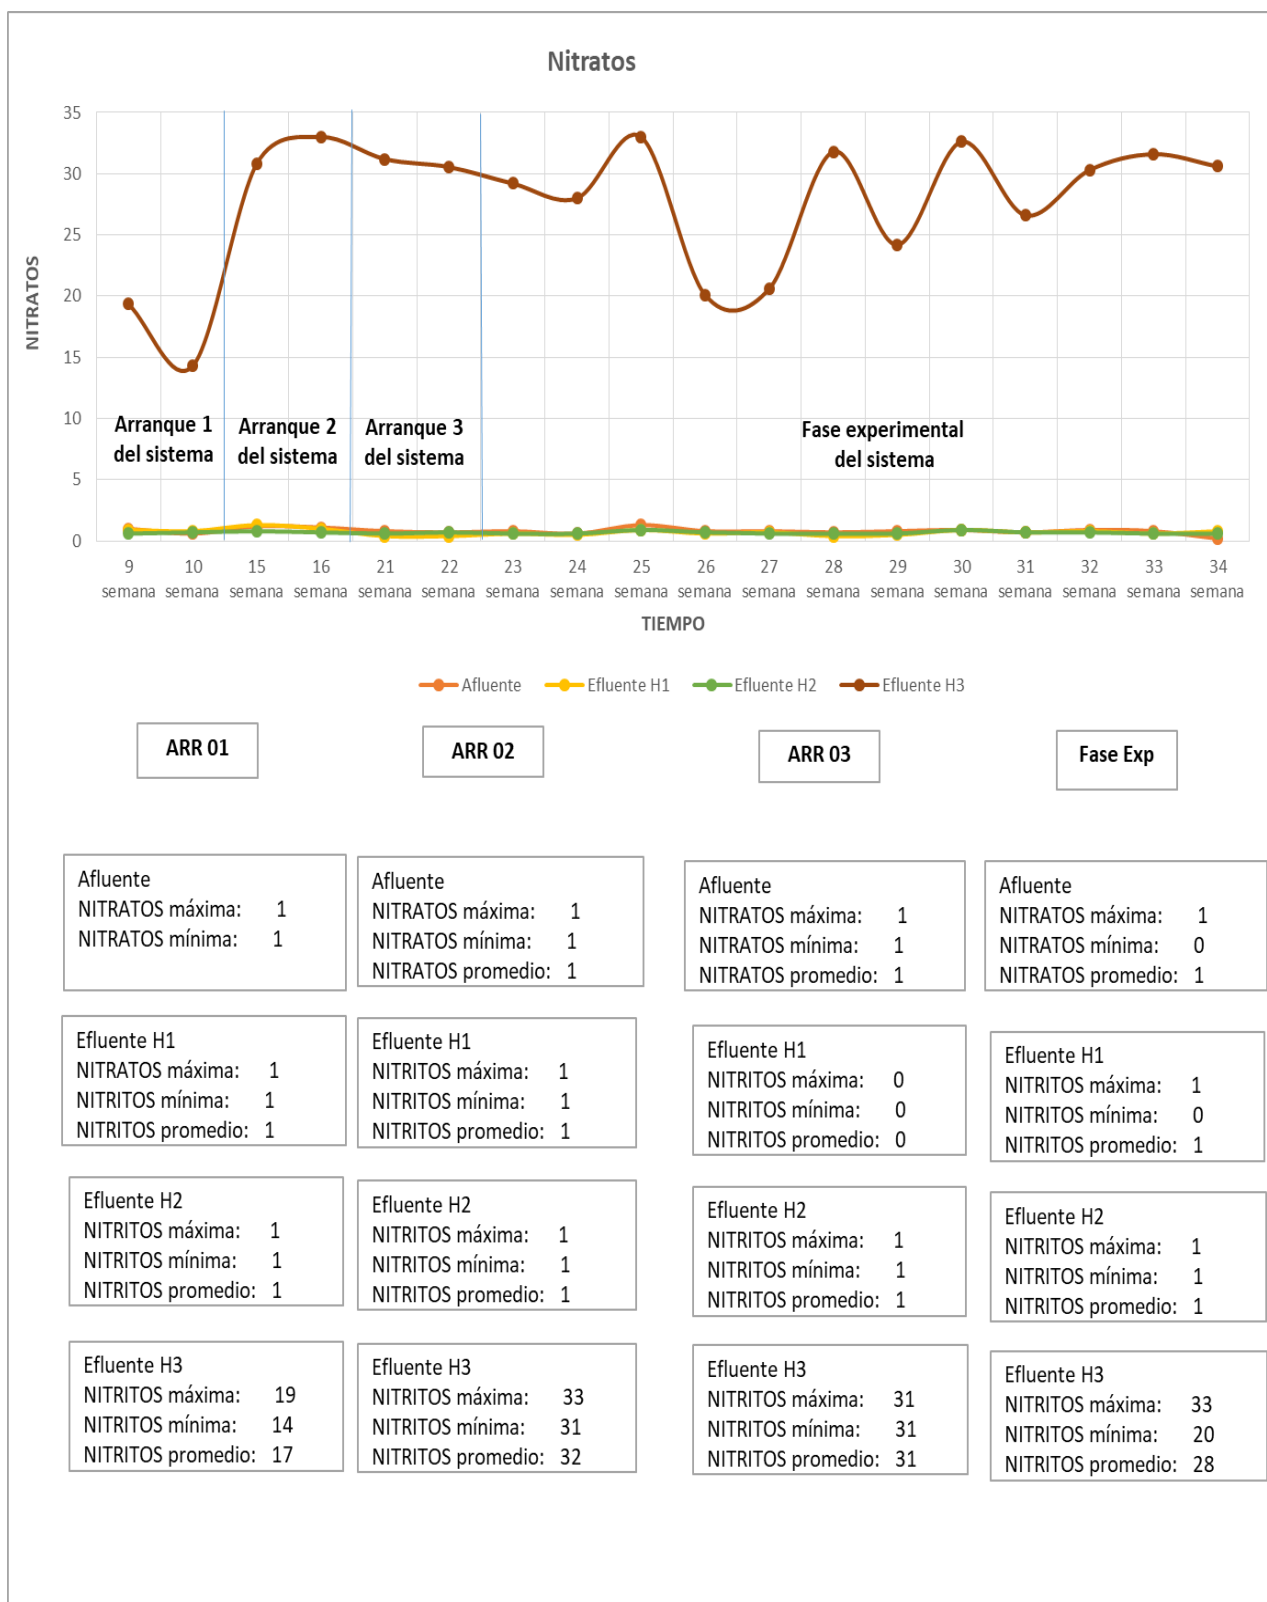 Nitratos
35
30
25
20
15
10
5
0
NITRATOS
Arranque 1
del sistema
Arranque 2
del sistema
Arranque 3
del sistema
Fase experimental
del sistema
9 10 15 16 21 22 23 24 25 26 27 28 29 30 31 32 33 34
semana semana semana semana semana semana semana semana semana semana semana semana semana semana semana semana semana semana
TIEMPO
Afluente Efluente H1 Efluente H2 Efluente H3
ARR 01
ARR 02
ARR 03
Fase Exp
Afluente
NITRATOS máxima: 1
NITRATOS mínima: 1
Afluente
NITRATOS máxima: 1
NITRATOS mínima: 1
NITRATOS promedio: 1
Afluente
NITRATOS máxima: 1
NITRATOS mínima: 1
NITRATOS promedio: 1
Afluente
NITRATOS máxima: 1
NITRATOS mínima: 0
NITRATOS promedio: 1
Efluente H1
NITRATOS máxima: 1
NITRITOS mínima: 1
NITRITOS promedio: 1
Efluente H1
NITRITOS máxima: 1
NITRITOS mínima: 1
NITRITOS promedio: 1
Efluente H1
NITRITOS máxima: 0
NITRITOS mínima: 0
NITRITOS promedio: 0
Efluente H1
NITRITOS máxima: 1
NITRITOS mínima: 0
NITRITOS promedio: 1
Efluente H2
NITRITOS máxima: 1
NITRITOS mínima: 1
NITRITOS promedio: 1
Efluente H2
NITRITOS máxima: 1
NITRITOS mínima: 1
NITRITOS promedio: 1
Efluente H2
NITRITOS máxima: 1
NITRITOS mínima: 1
NITRITOS promedio: 1
Efluente H2
NITRITOS máxima: 1
NITRITOS mínima: 1
NITRITOS promedio: 1
Efluente H3
NITRITOS máxima: 19
NITRITOS mínima: 14
NITRITOS promedio: 17
Efluente H3
NITRITOS máxima: 33
NITRITOS mínima: 31
NITRITOS promedio: 32
Efluente H3
NITRITOS máxima: 31
NITRITOS mínima: 31
NITRITOS promedio: 31
Efluente H3
NITRITOS máxima: 33
NITRITOS mínima: 20
NITRITOS promedio: 28